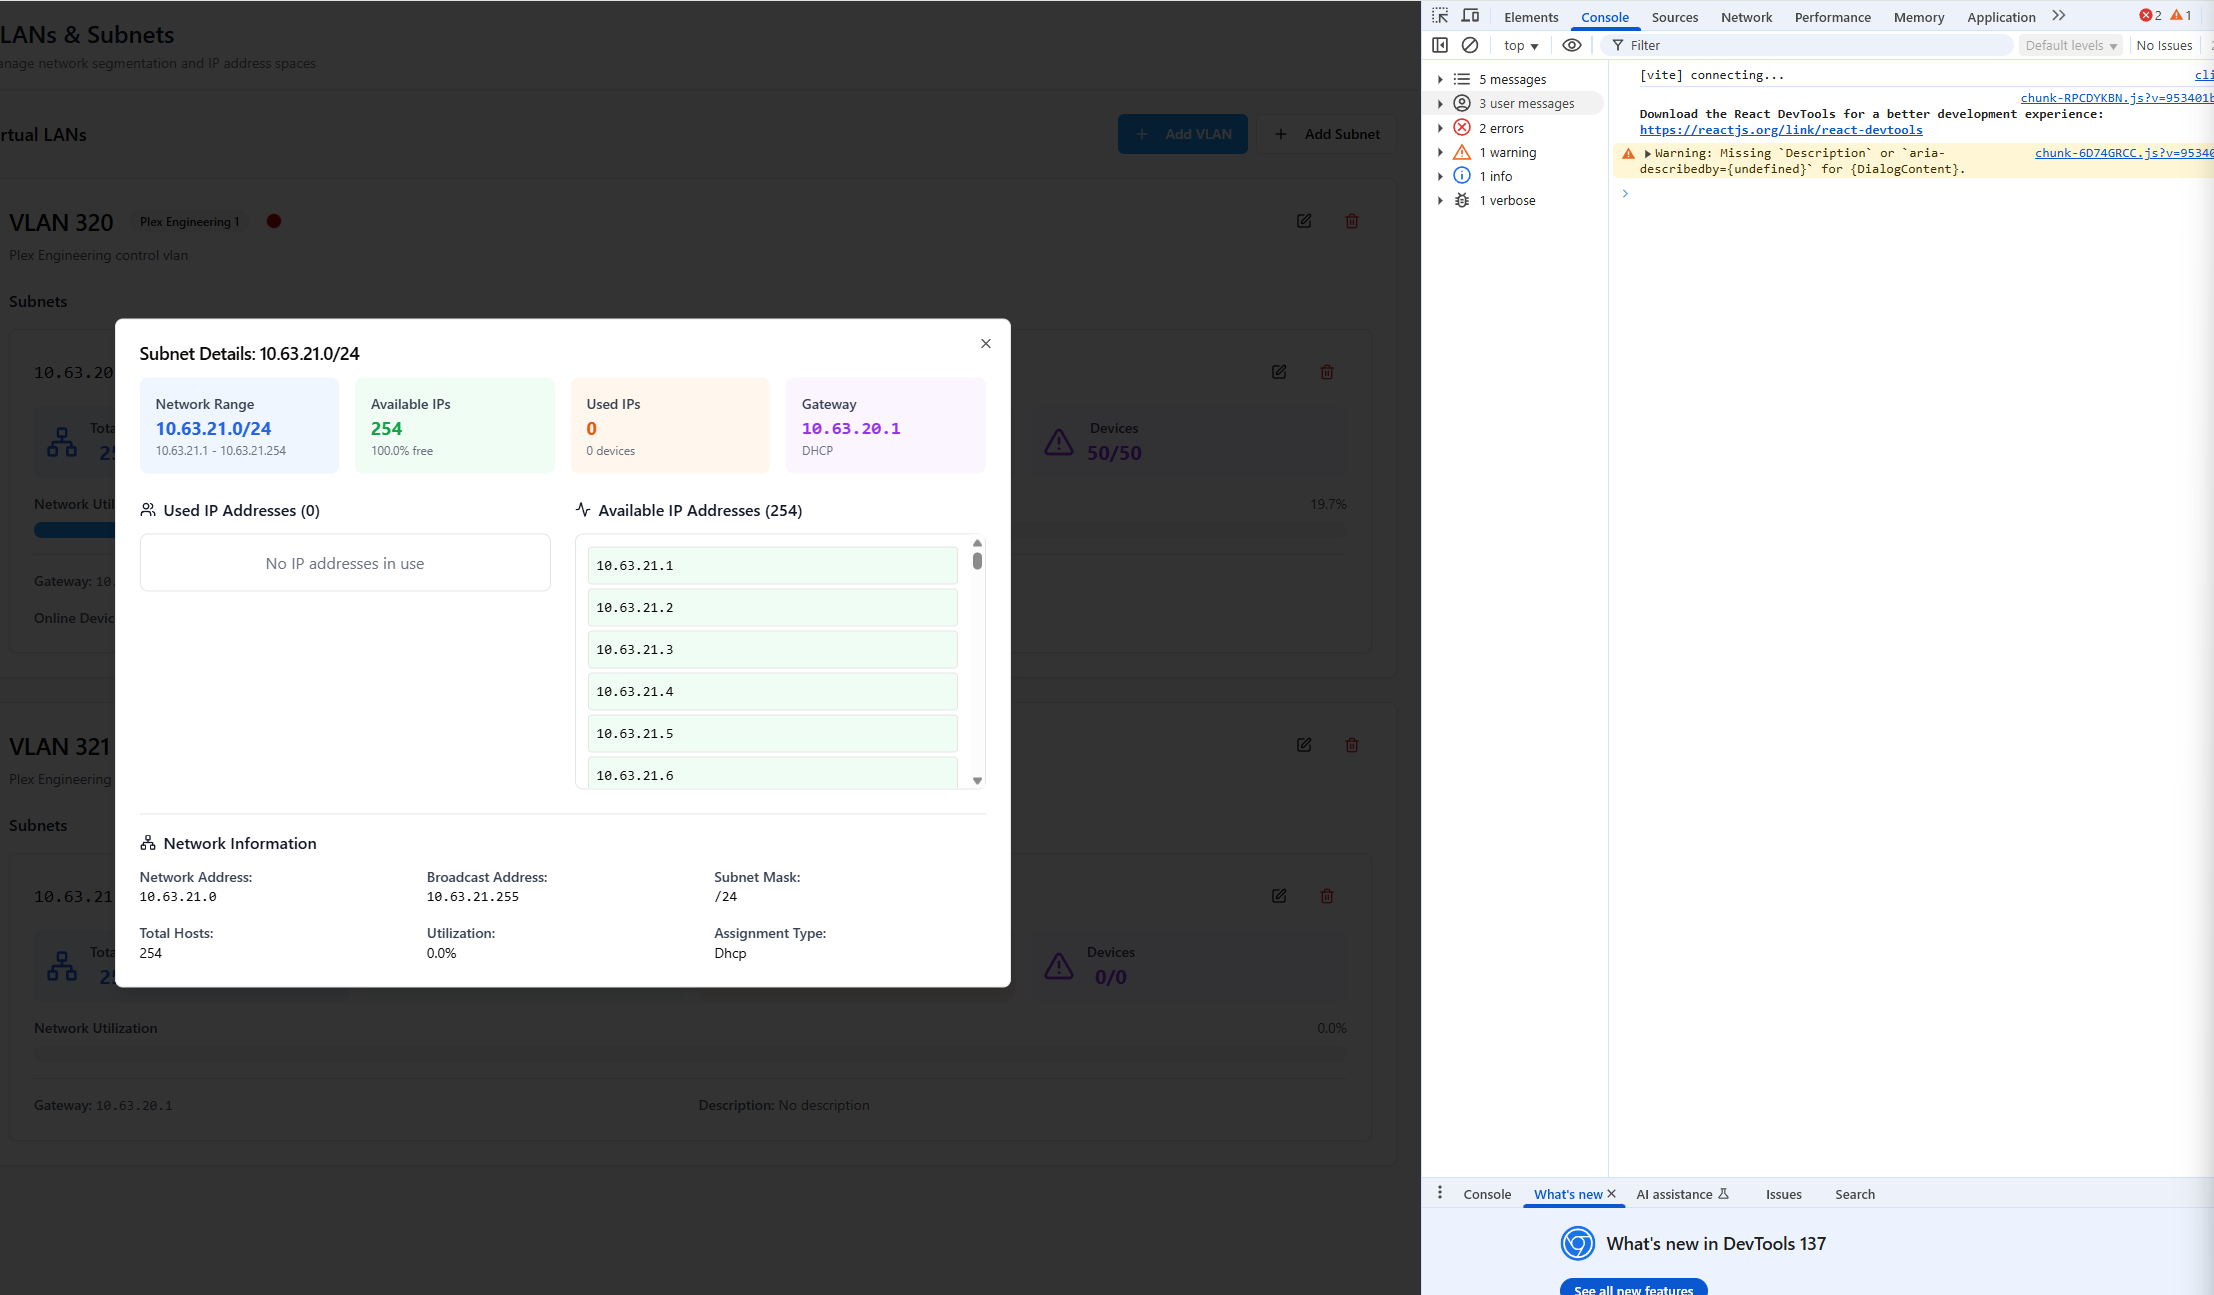 LANs & Subnets
anage network segmentation and IP address spaces
rtual LANs
Add VLAN
Add Subnet
VLAN 320
Plex Engineering 1
Plex Engineering control vlan
Subnets
10.63.20
Tota
25
Devices
50/50
Network Util
19.7%
Gateway: 10.
Online Devic
VLAN 321
Plex Engineering
Subnets
10.63.21
Tota
25
Devices
0/0
Network Utilization
0.0%
Gateway: 10.63.20.1
Description: No description
Subnet Details: 10.63.21.0/24
Network Range
10.63.21.0/24
10.63.21.1 - 10.63.21.254
Available IPs
254
100.0% free
Used IPs
0
0 devices
Gateway
10.63.20.1
DHCP
Used IP Addresses (0)
No IP addresses in use
Available IP Addresses (254)
10.63.21.1
10.63.21.2
10.63.21.3
10.63.21.4
10.63.21.5
10.63.21.6
Network Information
Network Address:
10.63.21.0
Broadcast Address:
10.63.21.255
Subnet Mask:
/24
Total Hosts:
254
Utilization:
0.0%
Assignment Type:
Dhcp
Elements Console Sources Network Performance Memory Application 2 1
top Filter Default levels No Issues
5 messages
3 user messages
2 errors
1 warning
1 info
1 verbose
[vite] connecting... cli
chunk-RPCDYKBN.js?v=953401b
Download the React DevTools for a better development experience:
https://reactjs.org/link/react-devtools
Warning: Missing `Description` or `aria- chunk-6D74GRCC.js?v=95340
describedby={undefined}` for {DialogContent}.
Console What's new AI assistance Issues Search
What's new in DevTools 137
See all new features